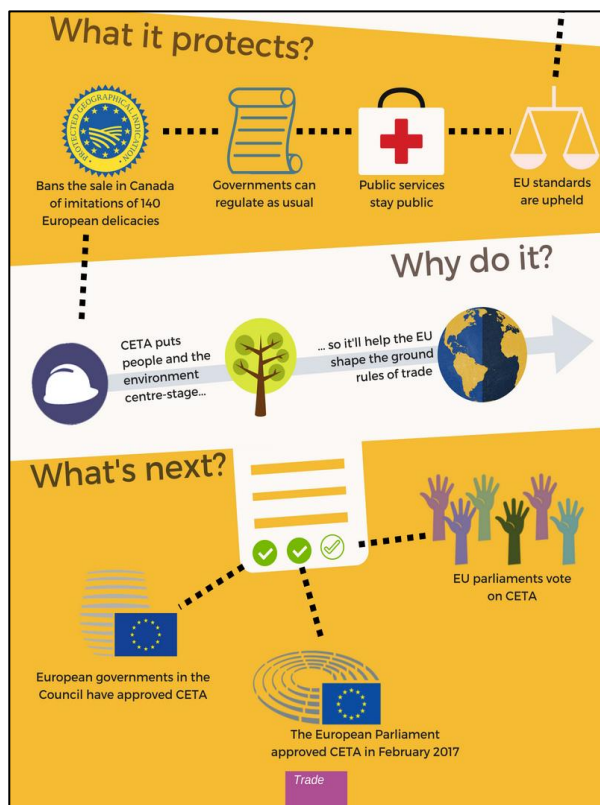 What it protects?
PROTECTED GEOGRAPHICAL INDICATION
Bans the sale in Canada
of imitations of 140
European delicacies
Governments can
regulate as usual
Public services
stay public
EU standards
are upheld
Why do it?
CETA puts
people and the
environment
centre-stage...
... so it'll help the EU
shape the ground
rules of trade
What's next?
EU parliaments vote
on CETA
European governments in the
Council have approved CETA
The European Parliament
approved CETA in February 2017
Trade